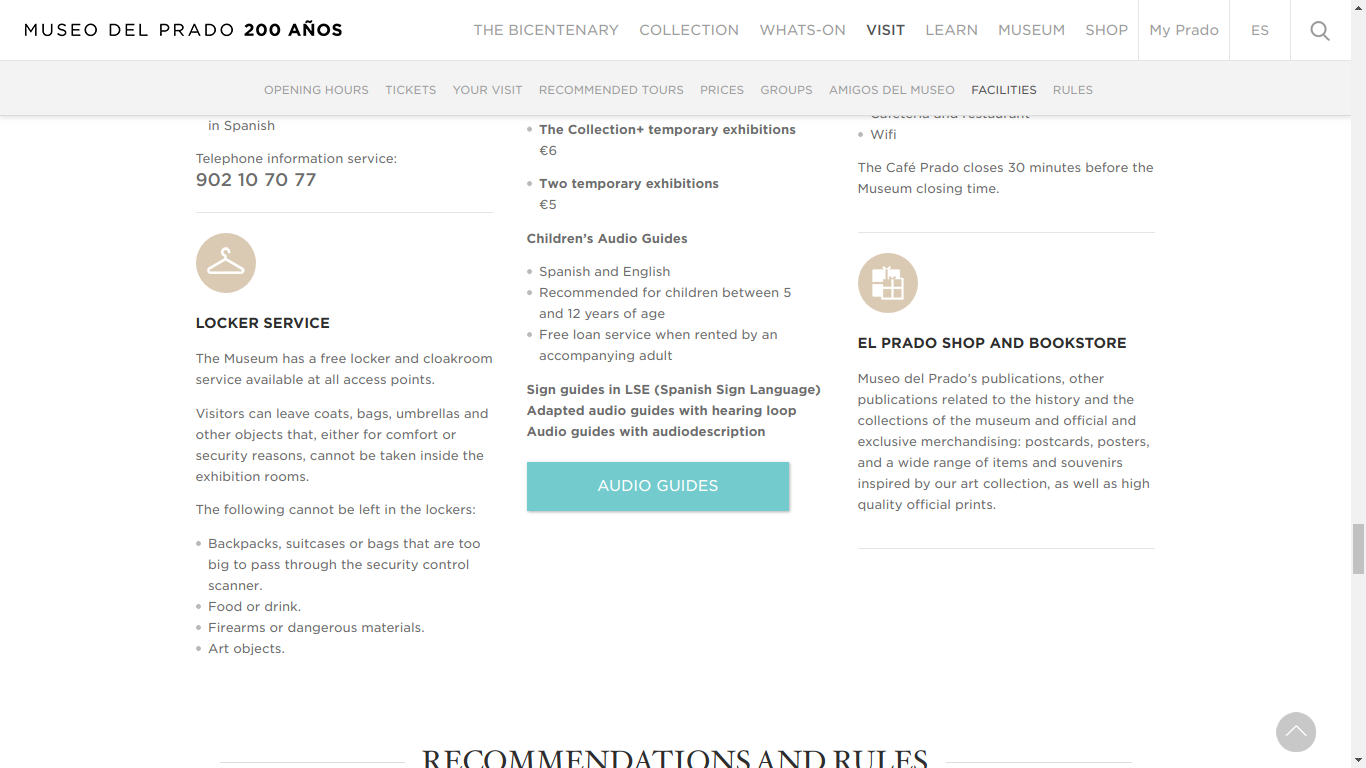 MUSEO DEL PRADO 200 AÑOS
THE BICENTENARY
COLLECTION
WHATS-ON
VISIT
LEARN
MUSEUM
SHOP
My Prado
ES
OPENING HOURS
TICKETS
YOUR VISIT
RECOMMENDED TOURS
PRICES
GROUPS
AMIGOS DEL MUSEO
FACILITIES
RULES
in Spanish
Telephone information service:
902 10 70 77
LOCKER SERVICE
The Museum has a free locker and cloakroom
service available at all access points.
Visitors can leave coats, bags, umbrellas and
other objects that, either for comfort or
security reasons, cannot be taken inside the
exhibition rooms.
The following cannot be left in the lockers:
Backpacks, suitcases or bags that are too
big to pass through the security control
scanner.
Food or drink.
Firearms or dangerous materials.
Art objects.
The Collection+ temporary exhibitions
€6
Two temporary exhibitions
€5
Children’s Audio Guides
Spanish and English
Recommended for children between 5
and 12 years of age
Free loan service when rented by an
accompanying adult
Sign guides in LSE (Spanish Sign Language)
Adapted audio guides with hearing loop
Audio guides with audiodescription
AUDIO GUIDES
Cafeteria and restaurant
Wifi
The Café Prado closes 30 minutes before the
Museum closing time.
EL PRADO SHOP AND BOOKSTORE
Museo del Prado's publications, other
publications related to the history and the
collections of the museum and official and
exclusive merchandising: postcards, posters,
and a wide range of items and souvenirs
inspired by our art collection, as well as high
quality official prints.
RECOMMENDATIONS AND RULES